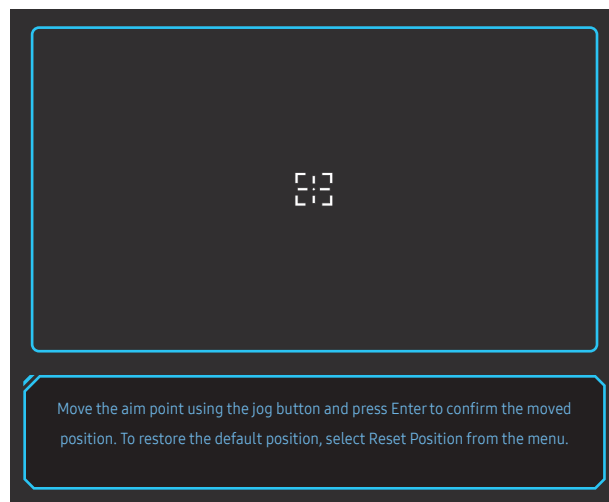 Move the aim point using the jog button and press Enter to confirm the moved
position. To restore the default position, select Reset Position from the menu.